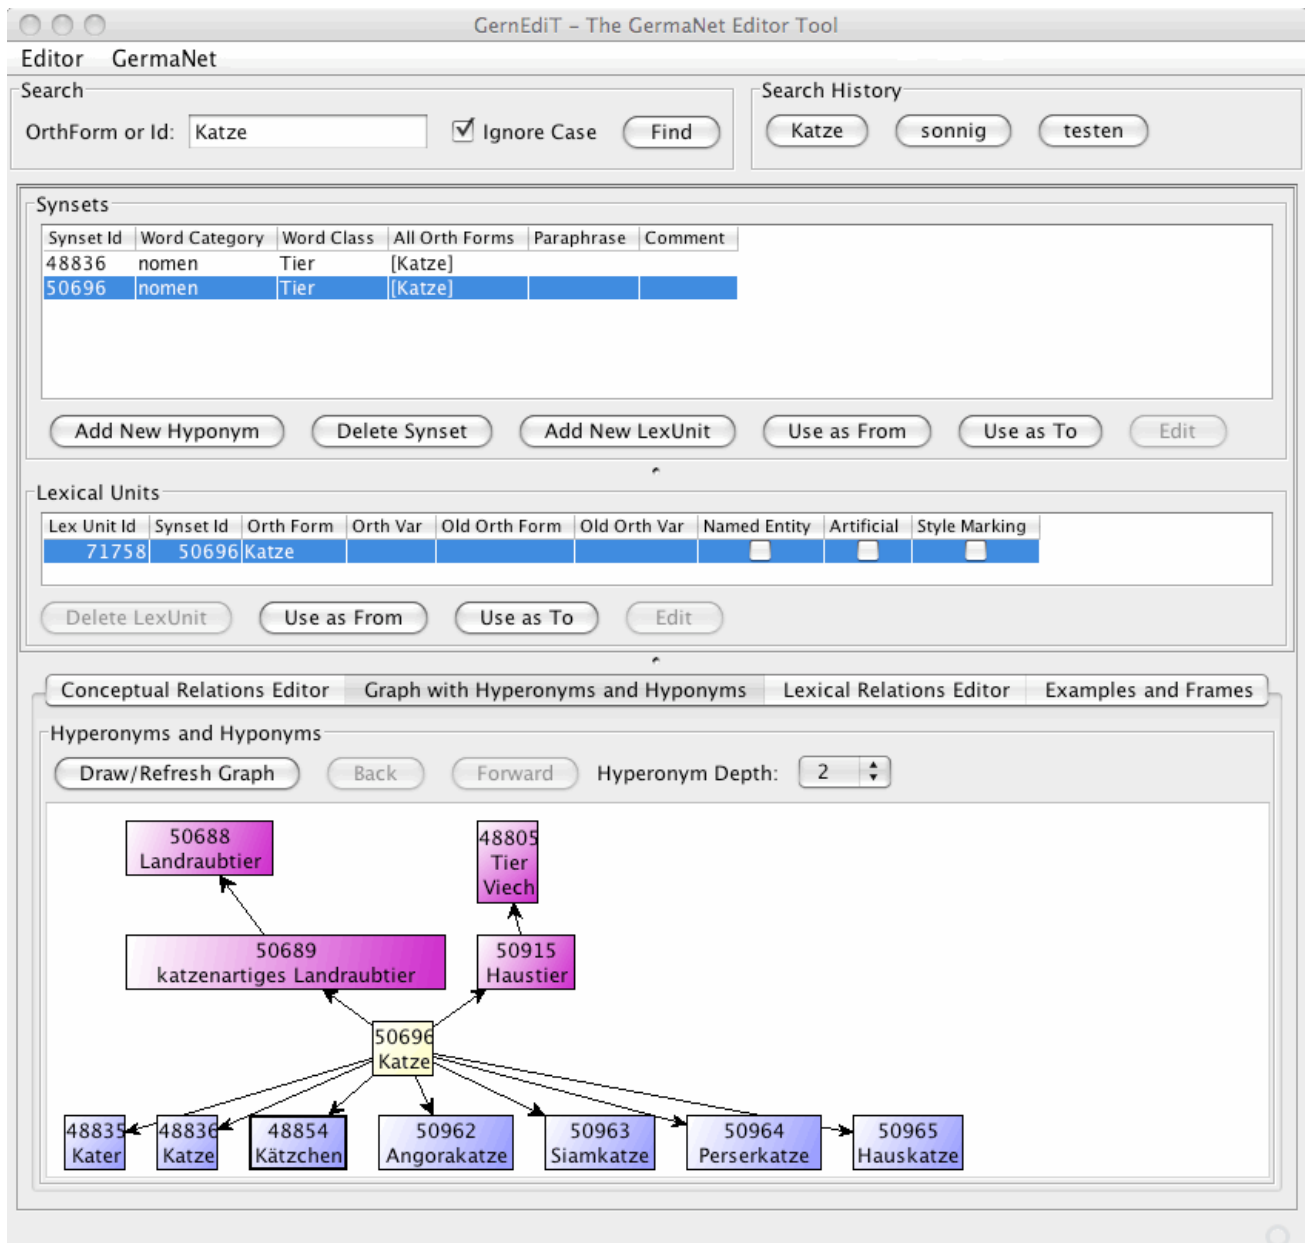 GernEdiT – The GermaNet Editor Tool
Editor GermaNet
Search
OrthForm or Id: Katze Ignore Case Find
Search History
Katze sonnig testen
Synsets
Synset Id Word Category Word Class All Orth Forms Paraphrase Comment
48836 nomen Tier [Katze]
50696 nomen Tier [Katze]
Add New Hyponym Delete Synset Add New LexUnit Use as From Use as To Edit
Lexical Units
Lex Unit Id Synset Id Orth Form Orth Var Old Orth Form Old Orth Var Named Entity Artificial Style Marking
71758 50696 Katze
Delete LexUnit Use as From Use as To Edit
Conceptual Relations Editor Graph with Hyperonyms and Hyponyms Lexical Relations Editor Examples and Frames
Hyperonyms and Hyponyms
Draw/Refresh Graph Back Forward Hyperonym Depth: 2
50688
Landraubtier
48805
Tier
Viech
50689
katzenartiges Landraubtier
50915
Haustier
50696
Katze
48835
Kater
48836
Katze
48854
Kätzchen
50962
Angorakatze
50963
Siamkatze
50964
Perserkatze
50965
Hauskatze